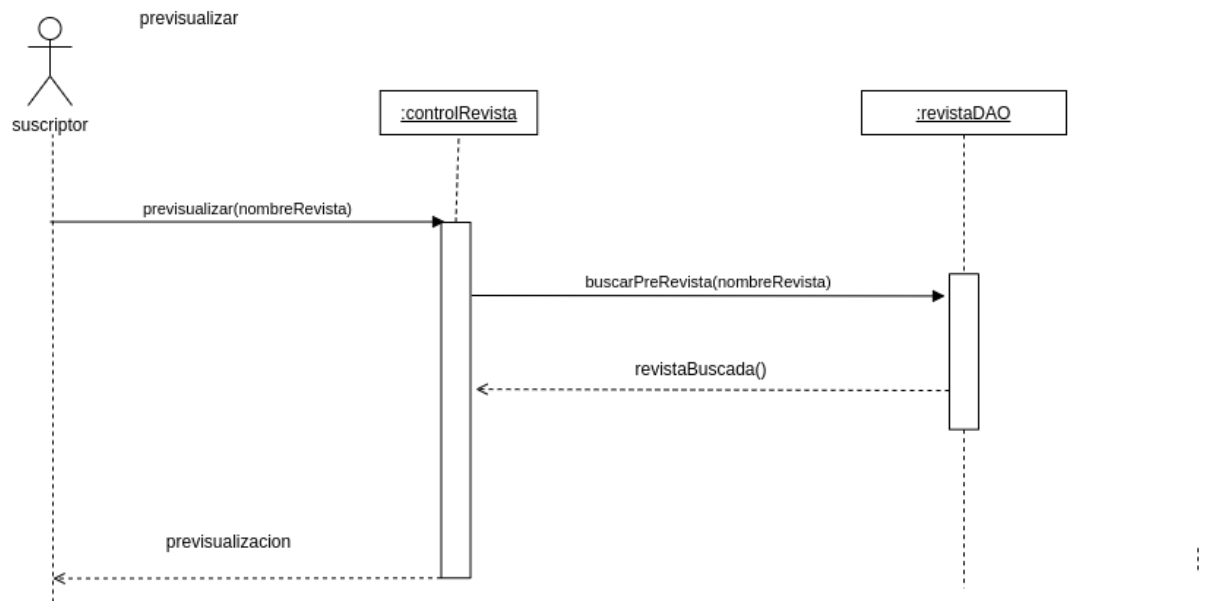 previsualizar
suscriptor
:controlRevista
:revistaDAO
previsualizar(nombreRevista)
buscarPreRevista(nombreRevista)
revistaBuscada()
previsualizacion